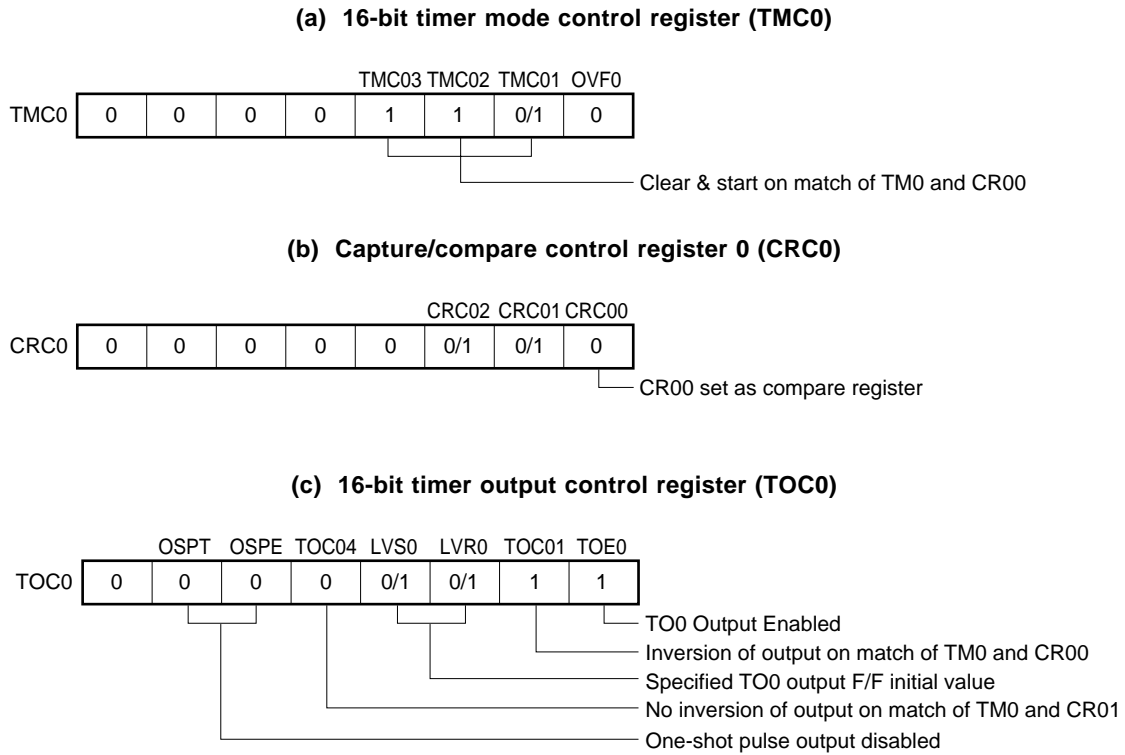 (a) 16-bit timer mode control register (TMC0)
TMC03 TMC02 TMC01 OVF0
TMC0 0 0 0 0 1 1 0/1 0
Clear & start on match of TM0 and CR00
(b) Capture/compare control register 0 (CRC0)
CRC02 CRC01 CRC00
CRC0 0 0 0 0 0 0/1 0/1 0
CR00 set as compare register
(c) 16-bit timer output control register (TOC0)
OSPT OSPE TOC04 LVS0 LVR0 TOC01 TOE0
TOC0 0 0 0 0 0/1 0/1 1 1
TO0 Output Enabled
Inversion of output on match of TM0 and CR00
Specified TO0 output F/F initial value
No inversion of output on match of TM0 and CR01
One-shot pulse output disabled